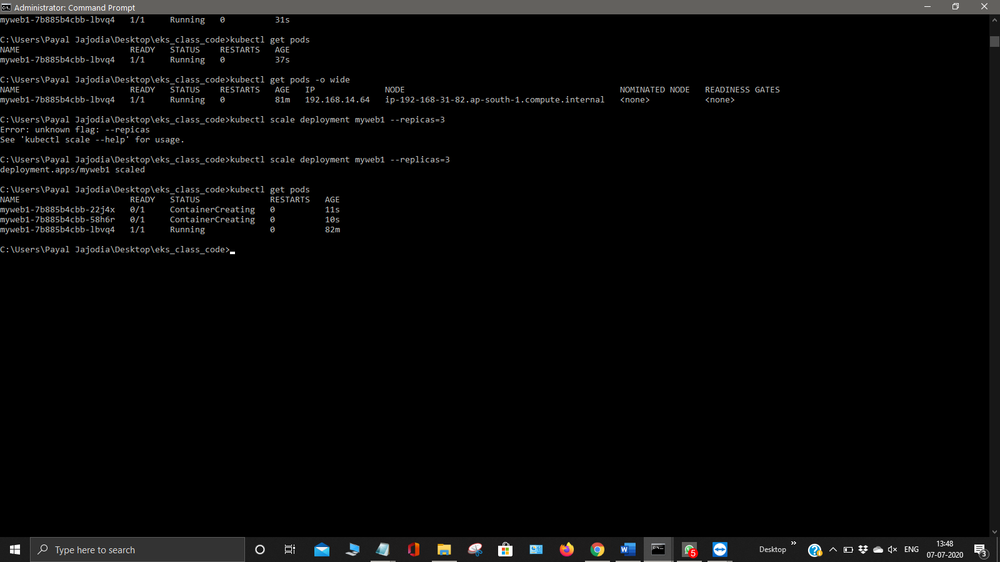 Administrator: Command Prompt
myweb1-7b885b4cbb-lbvq4   1/1     Running   0          31s
C:\Users\Payal Jajodia\Desktop\eks_class_code>kubectl get pods
NAME                      READY   STATUS    RESTARTS   AGE
myweb1-7b885b4cbb-lbvq4   1/1     Running   0          37s
C:\Users\Payal Jajodia\Desktop\eks_class_code>kubectl get pods -o wide
NAME                      READY   STATUS    RESTARTS   AGE   IP              NODE                                           NOMINATED NODE   READINESS GATES
myweb1-7b885b4cbb-lbvq4   1/1     Running   0          81m   192.168.14.64   ip-192-168-31-82.ap-south-1.compute.internal   <none>           <none>
C:\Users\Payal Jajodia\Desktop\eks_class_code>kubectl scale deployment myweb1 --repicas=3
Error: unknown flag: --repicas
See 'kubectl scale --help' for usage.
C:\Users\Payal Jajodia\Desktop\eks_class_code>kubectl scale deployment myweb1 --replicas=3
deployment.apps/myweb1 scaled
C:\Users\Payal Jajodia\Desktop\eks_class_code>kubectl get pods
NAME                      READY   STATUS              RESTARTS   AGE
myweb1-7b885b4cbb-22j4x   0/1     ContainerCreating   0          11s
myweb1-7b885b4cbb-58h6r   0/1     ContainerCreating   0          10s
myweb1-7b885b4cbb-lbvq4   1/1     Running             0          82m
C:\Users\Payal Jajodia\Desktop\eks_class_code>
Type here to search
5
Desktop
ENG
13:48
07-07-2020
3